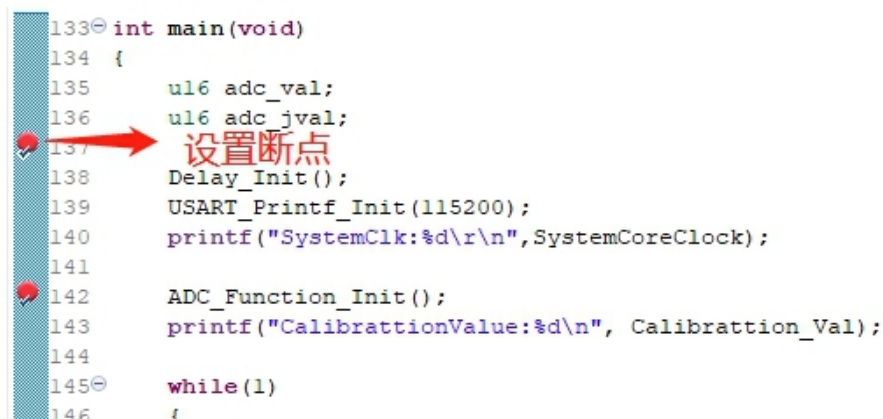 133 int main(void)
134 {
135 u16 adc_val;
136 u16 adc_jval;
137 设置断点
138 Delay_Init();
139 USART_Printf_Init(115200);
140 printf("SystemClk:%d\r\n",SystemCoreClock);
141
142 ADC_Function_Init();
143 printf("CalibrattionValue:%d\n", Calibrattion_Val);
144
145 while(1)
146 {